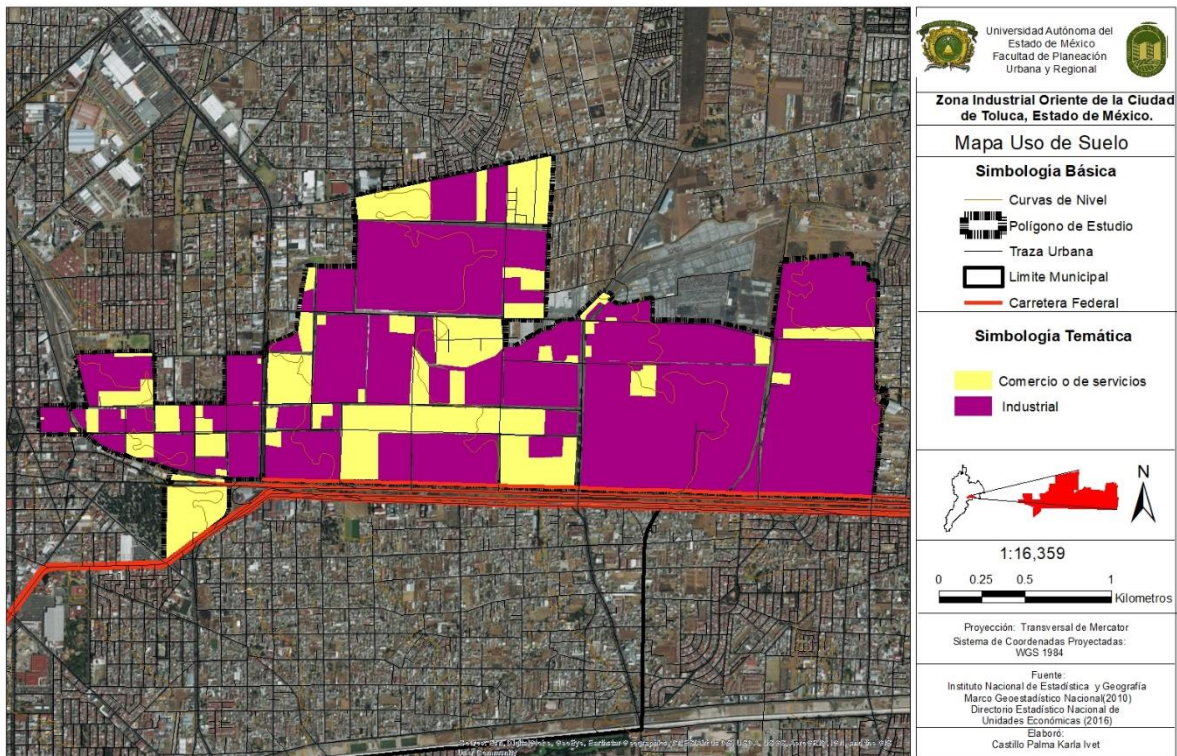 Universidad Autónoma del
Estado de México
Facultad de Planeación
Urbana y Regional
Zona Industrial Oriente de la Ciudad
de Toluca, Estado de México.
Mapa Uso de Suelo
Simbología Básica
Curvas de Nivel
Polígono de Estudio
Traza Urbana
Limite Municipal
Carretera Federal
Simbología Temática
Comercio o de servicios
Industrial
N
1:16,359
0 0.25 0.5 1
Kilometros
Proyección: Transversal de Mercator
Sistema de Coordenadas Proyectadas:
WGS 1984
Fuente:
Instituto Nacional de Estadística y Geografía
Marco Geoestadístico Nacional(2010)
Directorio Estadístico Nacional de
Unidades Económicas (2016)
Elaboró:
Castillo Palma Karla Ivet